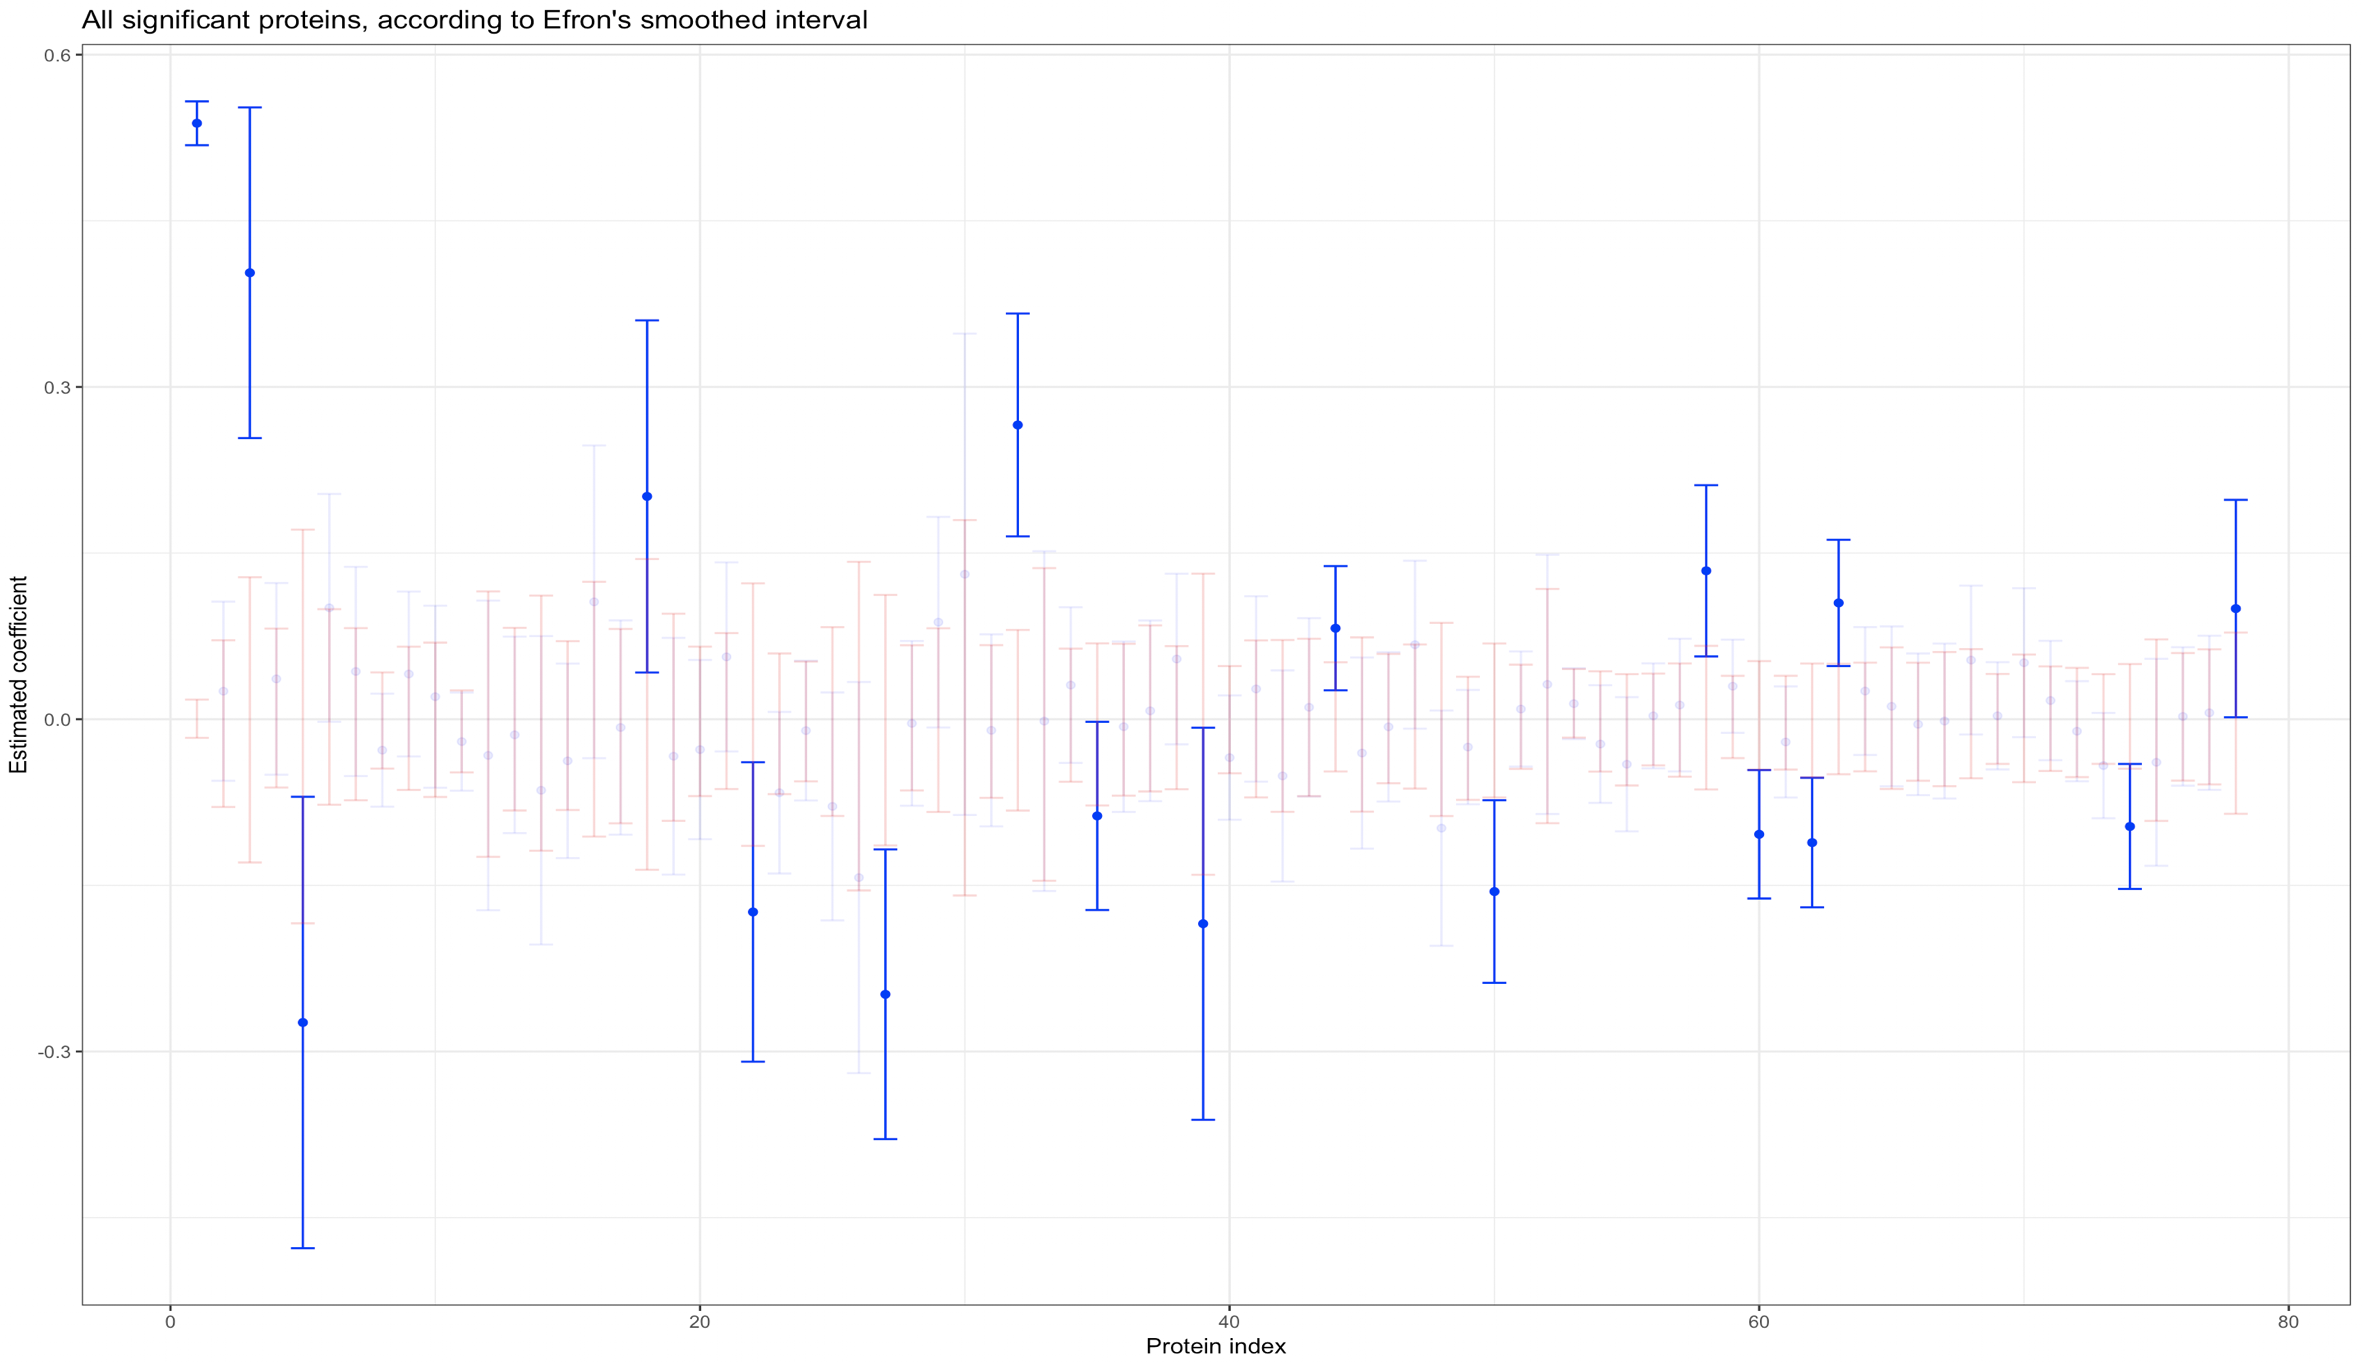 All significant proteins, according to Efron's smoothed interval
Estimated coefficient
0.6
0.3
0.0
-0.3
0 20 40 60 80
Protein index